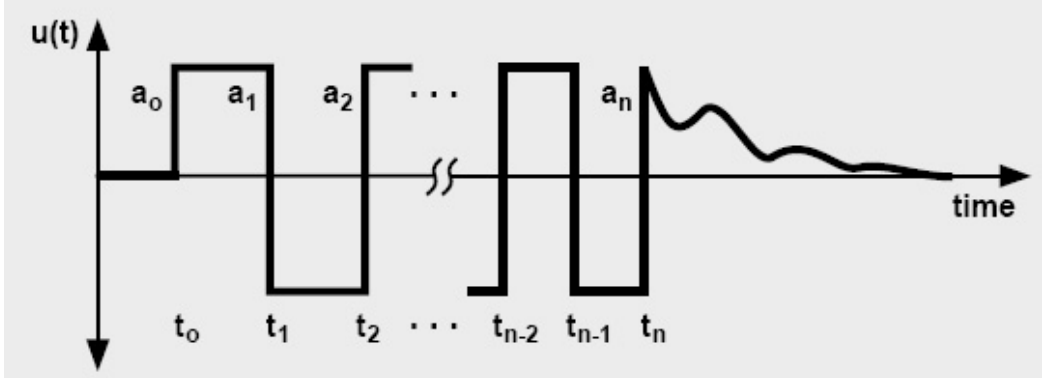 u(t)
a₀ a₁ a₂ . . . aₙ
time
t₀ t₁ t₂ . . . tₙ₋₂ tₙ₋₁ tₙ